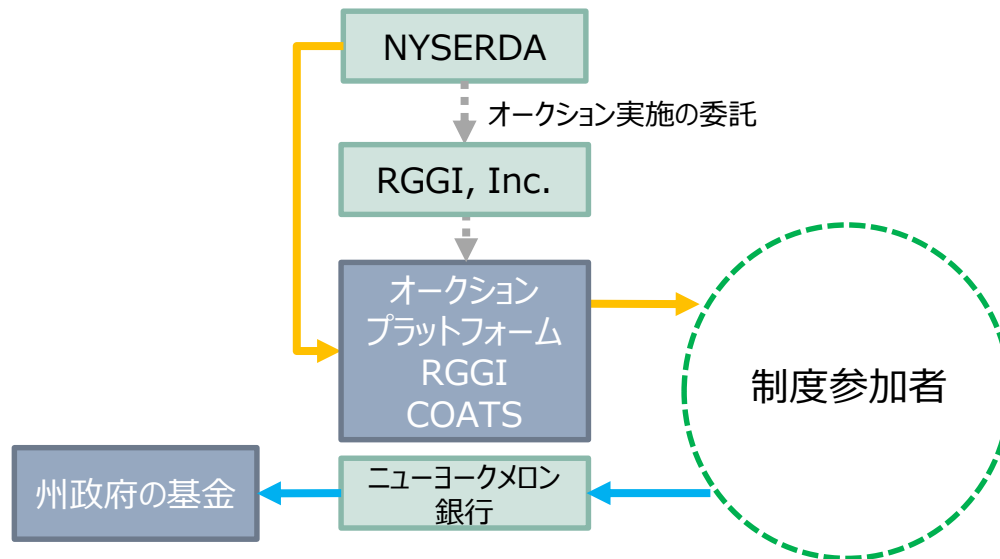 NYSERDA
オークション実施の委託
RGGI, Inc.
オークション
プラットフォーム
RGGI
COATS
制度参加者
ニューヨークメロン
銀行
州政府の基金